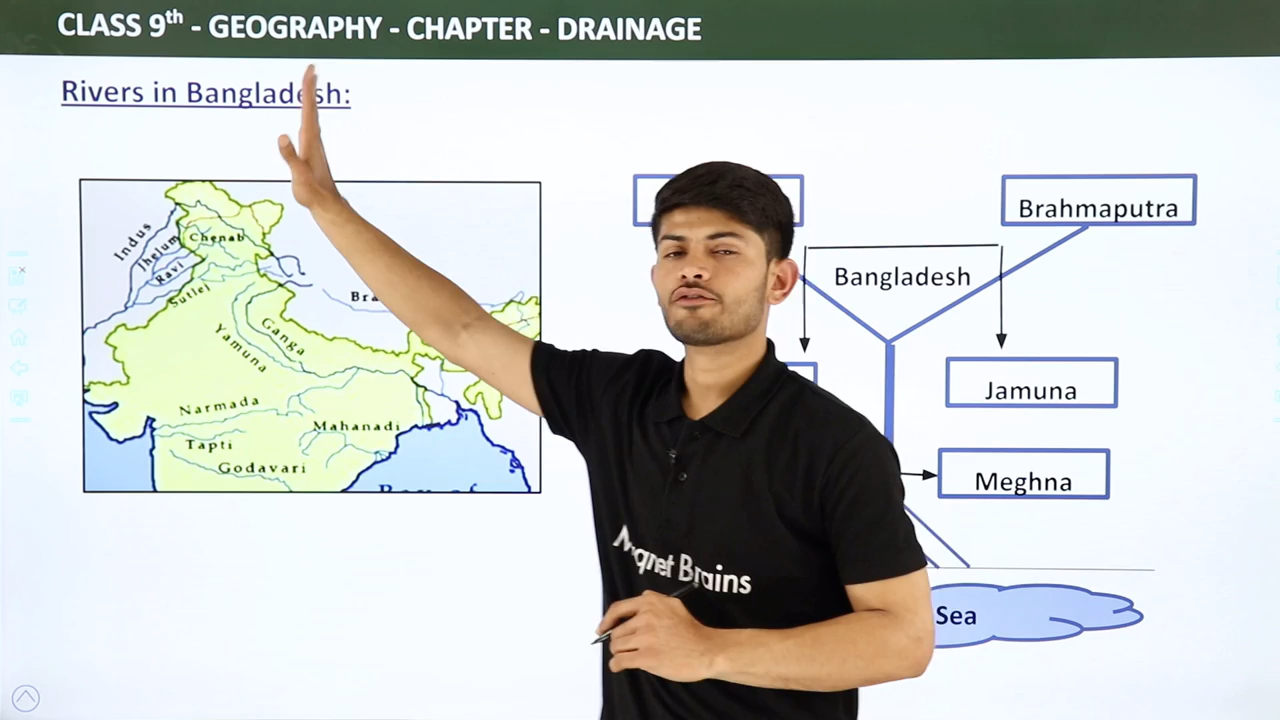 CLASS 9th - GEOGRAPHY - CHAPTER - DRAINAGE
Rivers in Bangladesh:
Indus
Jhelum
Ravi
Chenab
Sutlej
Ganga
Yamuna
Narmada
Tapti
Godavari
Mahanadi
Brahmaputra
Bangladesh
Jamuna
Meghna
Sea
Magnet Brains